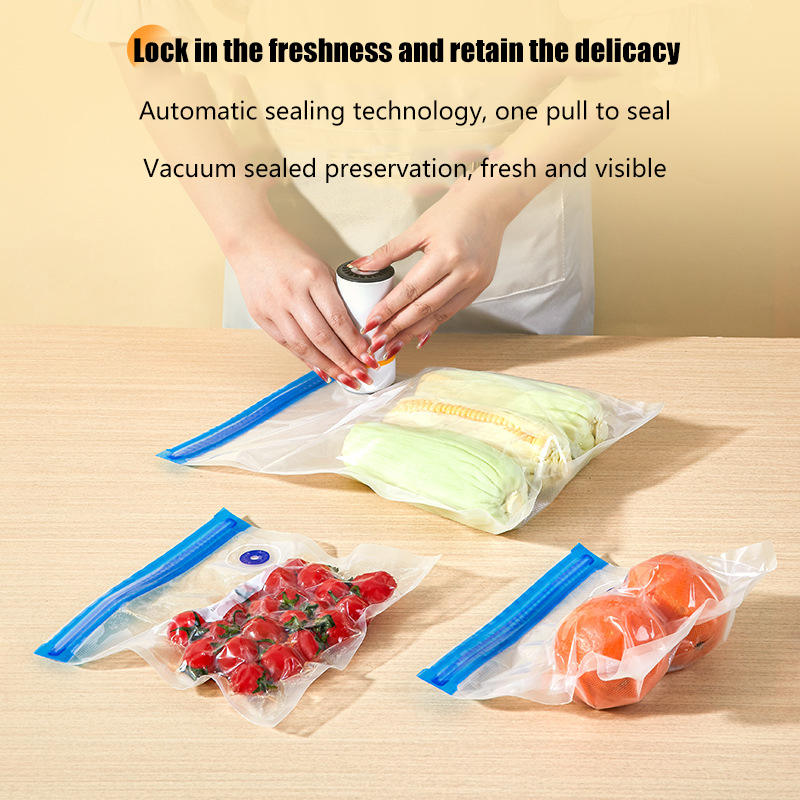 Lock in the freshness and retain the delicacy
Automatic sealing technology, one pull to seal
Vacuum sealed preservation, fresh and visible